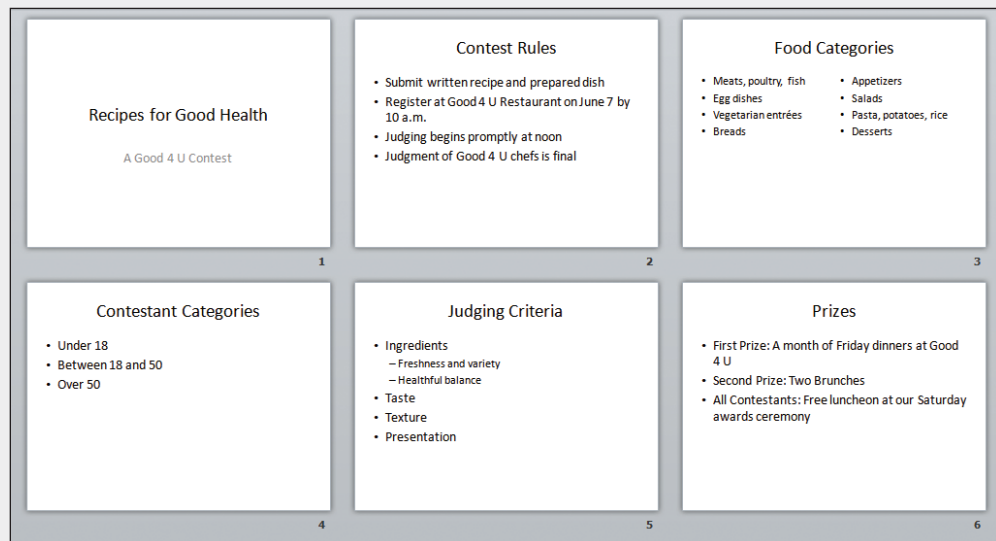 Recipes for Good Health
A Good 4 U Contest
1
Contest Rules
• Submit written recipe and prepared dish
• Register at Good 4 U Restaurant on June 7 by
10 a.m.
• Judging begins promptly at noon
• Judgment of Good 4 U chefs is final
2
Food Categories
• Meats, poultry, fish
• Egg dishes
• Vegetarian entrées
• Breads
• Appetizers
• Salads
• Pasta, potatoes, rice
• Desserts
3
Contestant Categories
• Under 18
• Between 18 and 50
• Over 50
4
Judging Criteria
• Ingredients
– Freshness and variety
– Healthful balance
• Taste
• Texture
• Presentation
5
Prizes
• First Prize: A month of Friday dinners at Good
4 U
• Second Prize: Two Brunches
• All Contestants: Free luncheon at our Saturday
awards ceremony
6